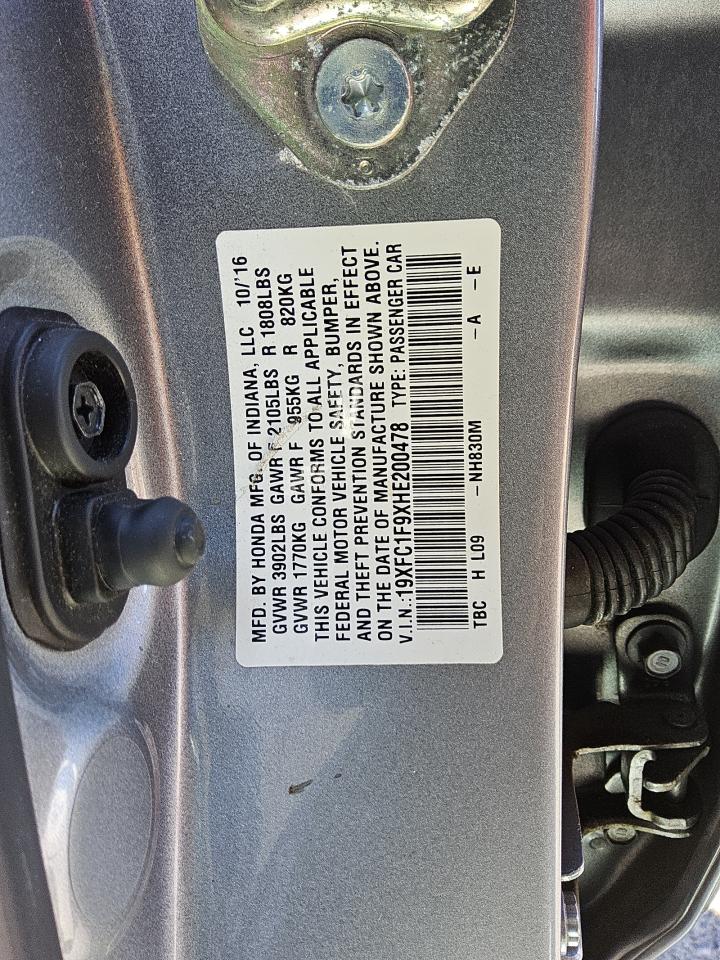 MFD. BY HONDA MFG. OF INDIANA, LLC 10/'16
GVWR 3902LBS GAWR F 2105LBS R 1808LBS
GVWR 1770KG GAWR F 955KG R 820KG
THIS VEHICLE CONFORMS TO ALL APPLICABLE
FEDERAL MOTOR VEHICLE SAFETY, BUMPER,
AND THEFT PREVENTION STANDARDS IN EFFECT
ON THE DATE OF MANUFACTURE SHOWN ABOVE.
V.I.N.:19XFC1F9XHE200478 TYPE: PASSENGER CAR
TBC H L09 -NH830M -A -E